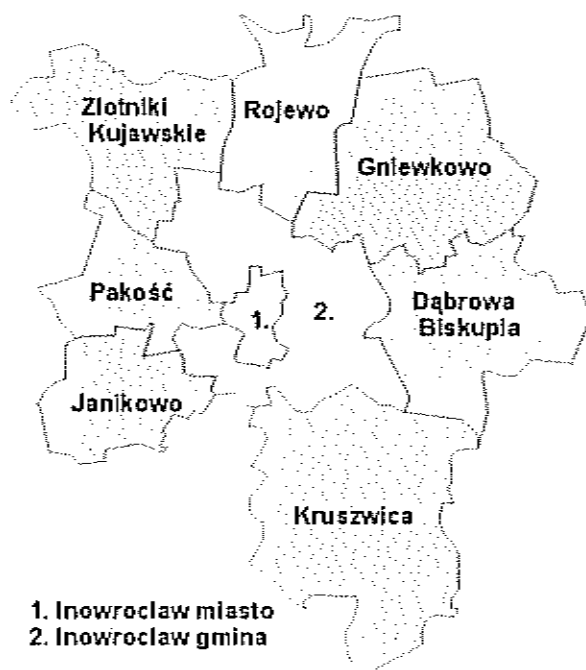 Zlotniki
Kujawskie
Rojewo
Gniewkowo
Pakość
1.
2.
Dąbrowa
Biskupia
Janikowo
Kruszwica
1. Inowroclaw miasto
2. Inowroclaw gmina